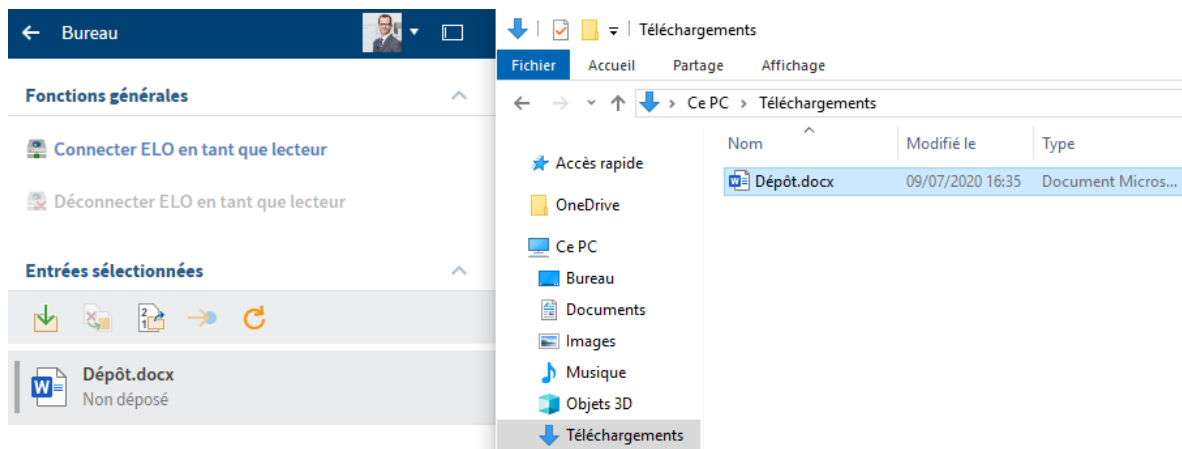 Bureau
Fonctions générales
Connecter ELO en tant que lecteur
Déconnecter ELO en tant que lecteur
Entrées sélectionnées
2
1
Dépôt.docx
Non déposé
Téléchargements
Fichier Accueil Partage Affichage
Ce PC > Téléchargements
Nom Modifié le Type
Accès rapide
Dépôt.docx 09/07/2020 16:35 Document Micros...
OneDrive
Ce PC
Bureau
Documents
Images
Musique
Objets 3D
Téléchargements